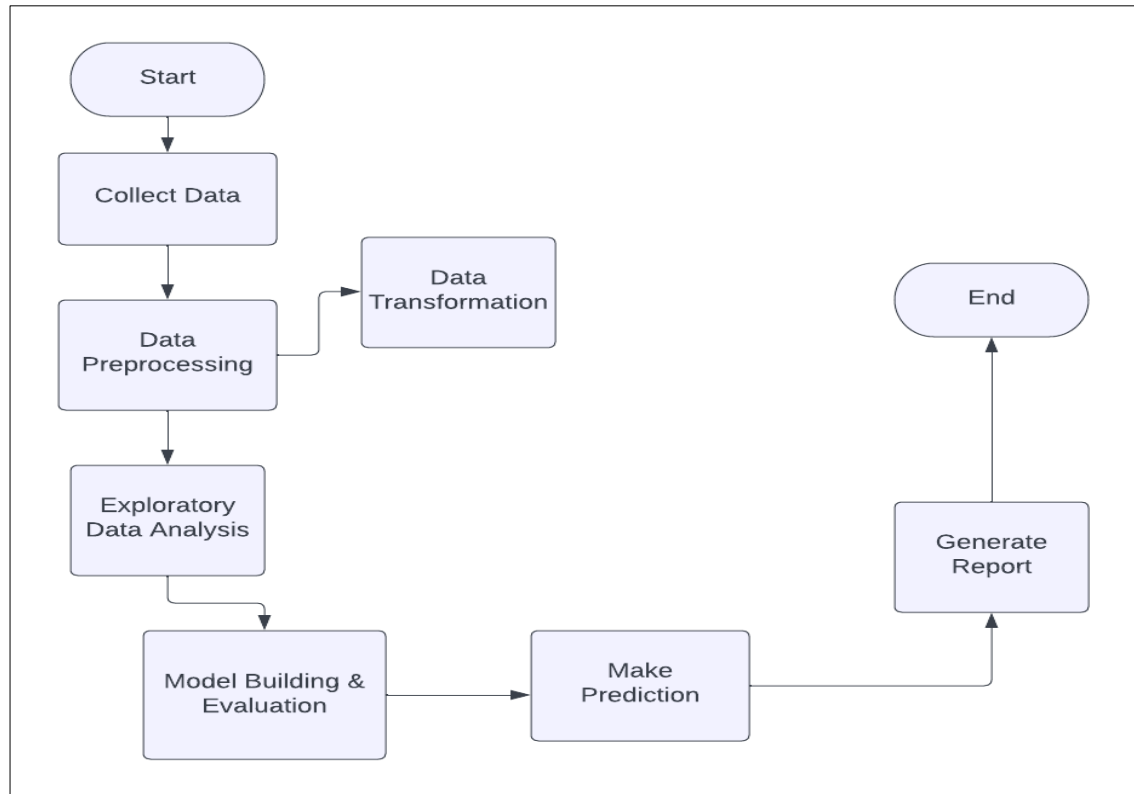 Start
Collect Data
Data
Preprocessing
Data
Transformation
Exploratory
Data Analysis
Model Building &
Evaluation
Make
Prediction
Generate
Report
End